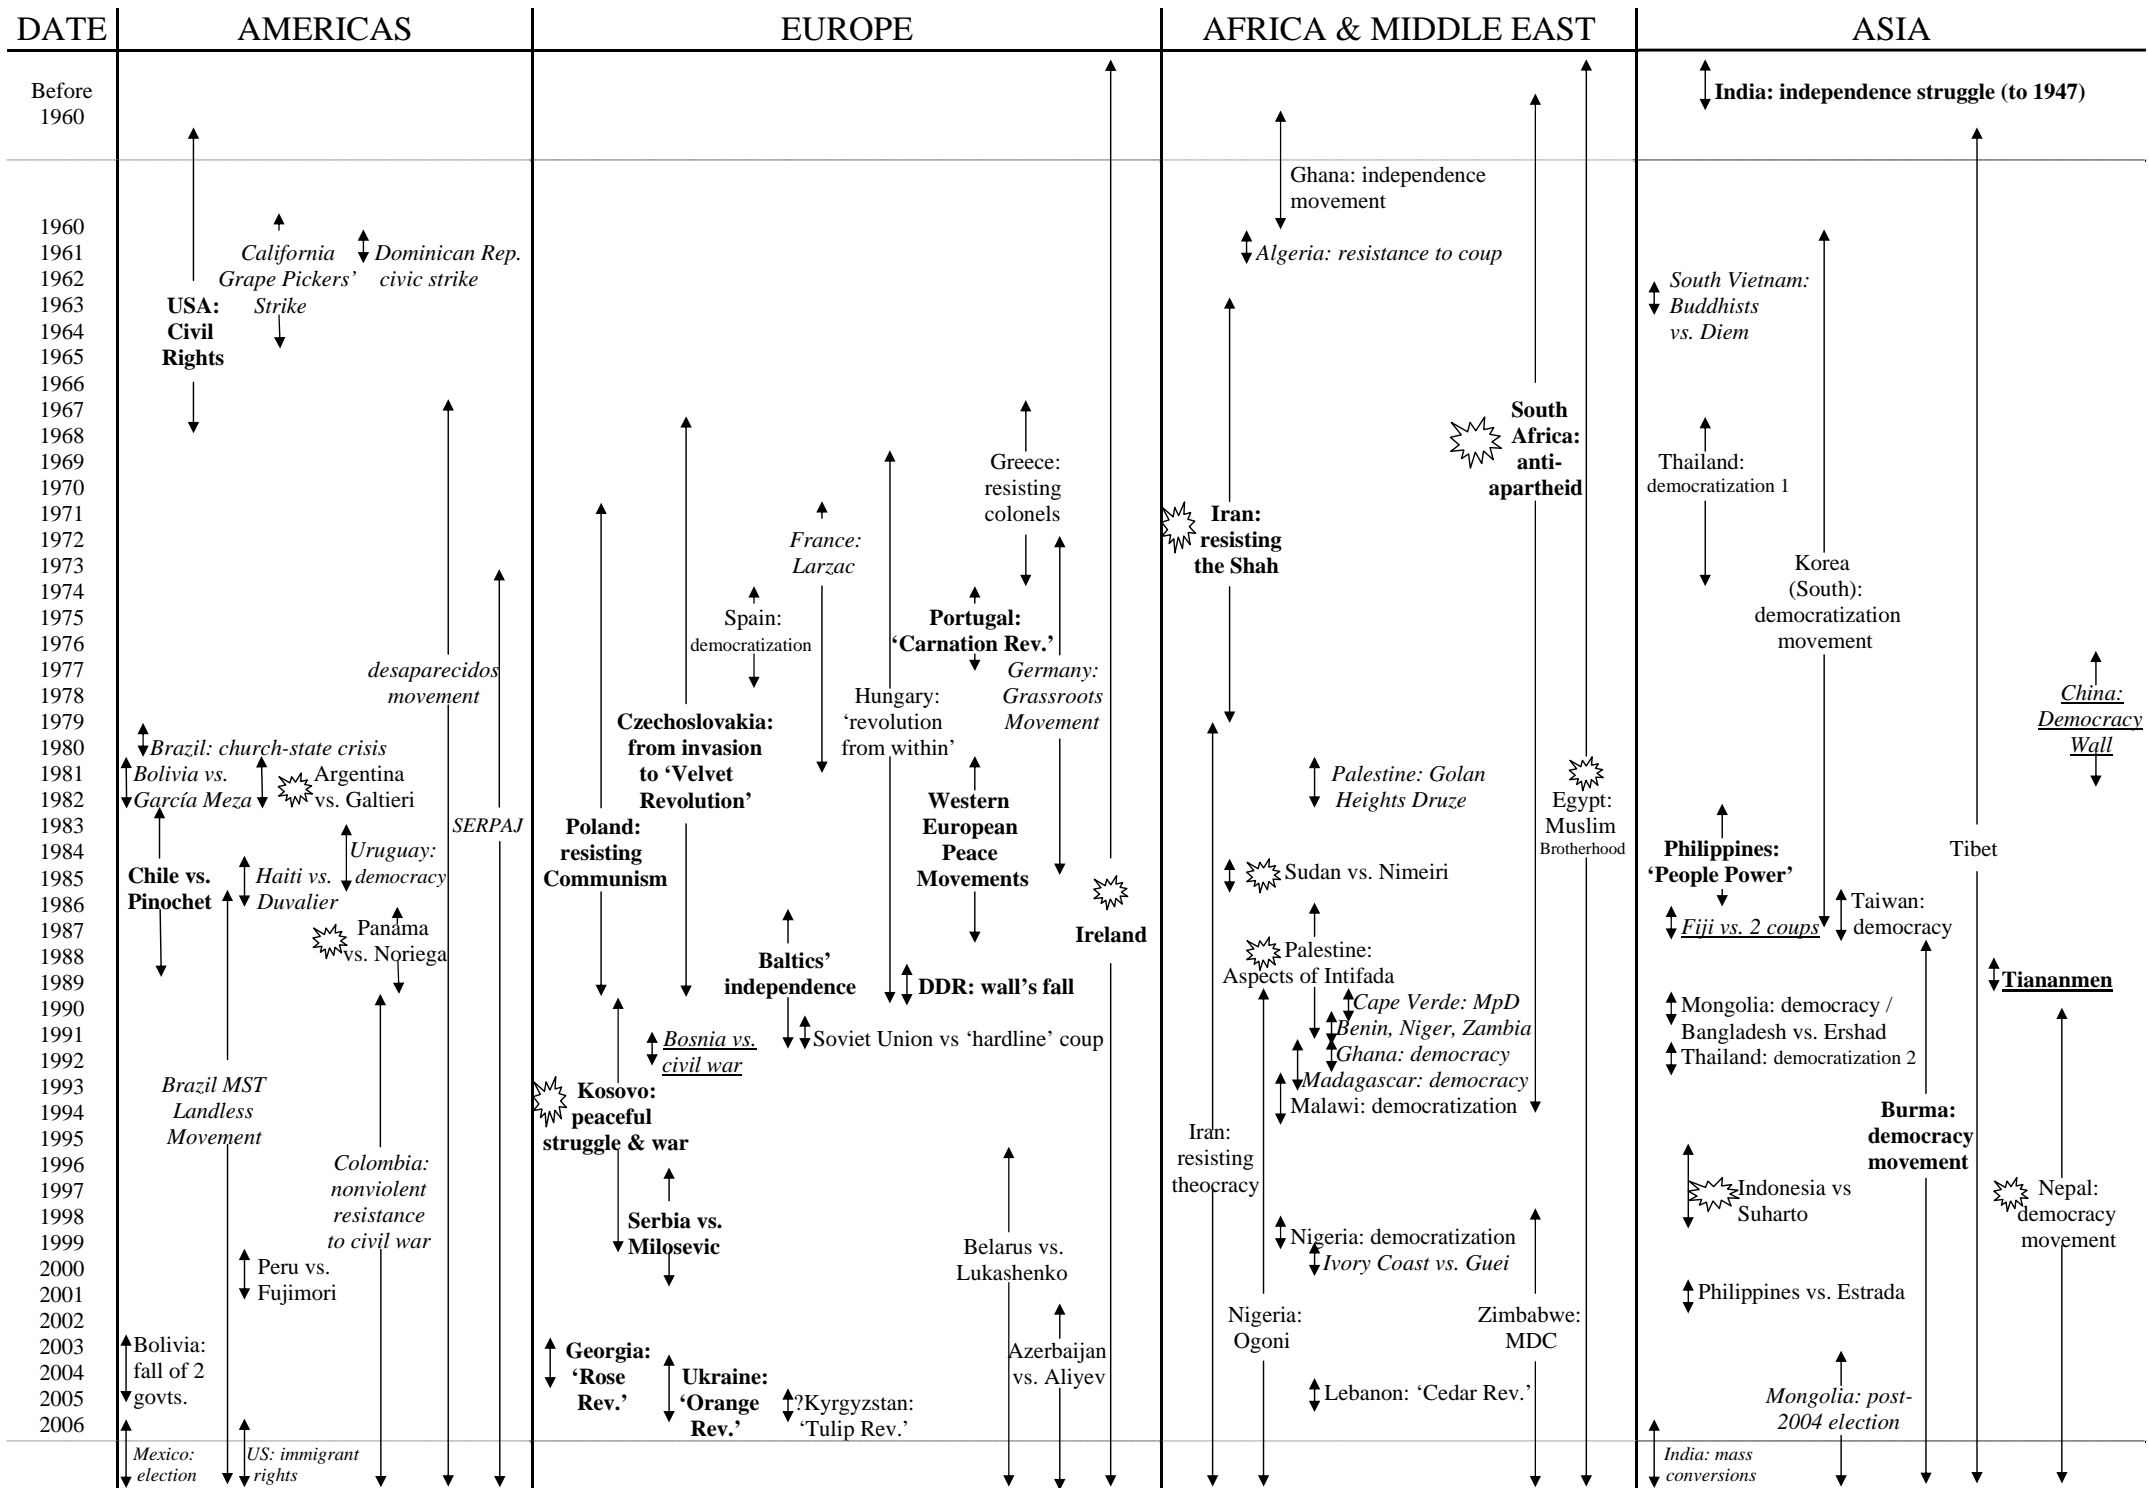 DATE
AMERICAS
EUROPE
AFRICA & MIDDLE EAST
ASIA
Before
1960
1960
1961
1962
1963
1964
1965
1966
1967
1968
1969
1970
1971
1972
1973
1974
1975
1976
1977
1978
1979
1980
1981
1982
1983
1984
1985
1986
1987
1988
1989
1990
1991
1992
1993
1994
1995
1996
1997
1998
1999
2000
2001
2002
2003
2004
2005
2006
USA:
Civil
Rights
California
Grape Pickers’
Strike
Dominican Rep.
civic strike
desaparecidos
movement
Brazil: church-state crisis
Bolivia vs.
García Meza
Argentina
vs. Galtieri
SERPAJ
Uruguay:
democracy
Chile vs.
Pinochet
Haiti vs.
Duvalier
Panama
vs. Noriega
Brazil MST
Landless
Movement
Colombia:
nonviolent
resistance
to civil war
Peru vs.
Fujimori
Bolivia:
fall of 2
govts.
Mexico:
election
US: immigrant
rights
Greece:
resisting
colonels
France:
Larzac
Spain:
democratization
Portugal:
‘Carnation Rev.’
Germany:
Grassroots
Movement
Hungary:
‘revolution
from within’
Czechoslovakia:
from invasion
to ‘Velvet
Revolution’
Western
European
Peace
Movements
Poland:
resisting
Communism
Ireland
Baltics’
independence
DDR: wall’s fall
Soviet Union vs ‘hardline’ coup
Bosnia vs.
civil war
Kosovo:
peaceful
struggle & war
Serbia vs.
Milosevic
Belarus vs.
Lukashenko
Georgia:
‘Rose
Rev.’
Ukraine:
‘Orange
Rev.’
?Kyrgyzstan:
‘Tulip Rev.’
Azerbaijan
vs. Aliyev
Ghana: independence
movement
Algeria: resistance to coup
South
Africa:
anti-
apartheid
Iran:
resisting
the Shah
Palestine: Golan
Heights Druze
Egypt:
Muslim
Brotherhood
Sudan vs. Nimeiri
Palestine:
Aspects of Intifada
Cape Verde: MpD
Benin, Niger, Zambia
Ghana: democracy
Madagascar: democracy
Malawi: democratization
Iran:
resisting
theocracy
Nigeria: democratization
Ivory Coast vs. Guei
Nigeria:
Ogoni
Zimbabwe:
MDC
Lebanon: ‘Cedar Rev.’
India: independence struggle (to 1947)
South Vietnam:
Buddhists
vs. Diem
Thailand:
democratization 1
Korea
(South):
democratization
movement
China:
Democracy
Wall
Philippines:
‘People Power’
Tibet
Taiwan:
democracy
Fiji vs. 2 coups
Tiananmen
Mongolia: democracy /
Bangladesh vs. Ershad
Thailand: democratization 2
Burma:
democracy
movement
Indonesia vs
Suharto
Nepal:
democracy
movement
Philippines vs. Estrada
Mongolia: post-
2004 election
India: mass
conversions